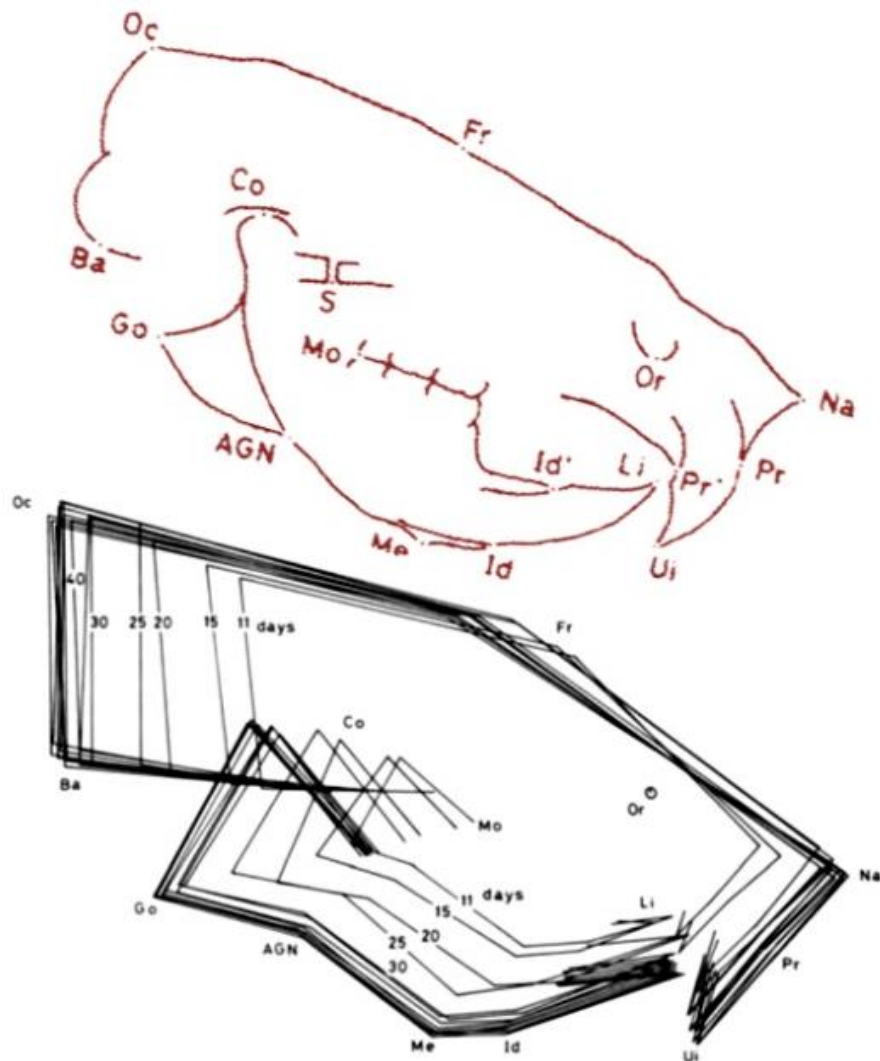 Oc
Fr
Co
Ba
S
Go
Mo
Or
Na
AGN
Id'
Li
Pr'
Pr
Me
Id
Ui
Oc
40
30
25
20
15
11 days
Fr
Co
Ba
Or
Mo
Na
11 days
15
Go
Li
20
25
AGN
30
Pr
Me
Id
Ui